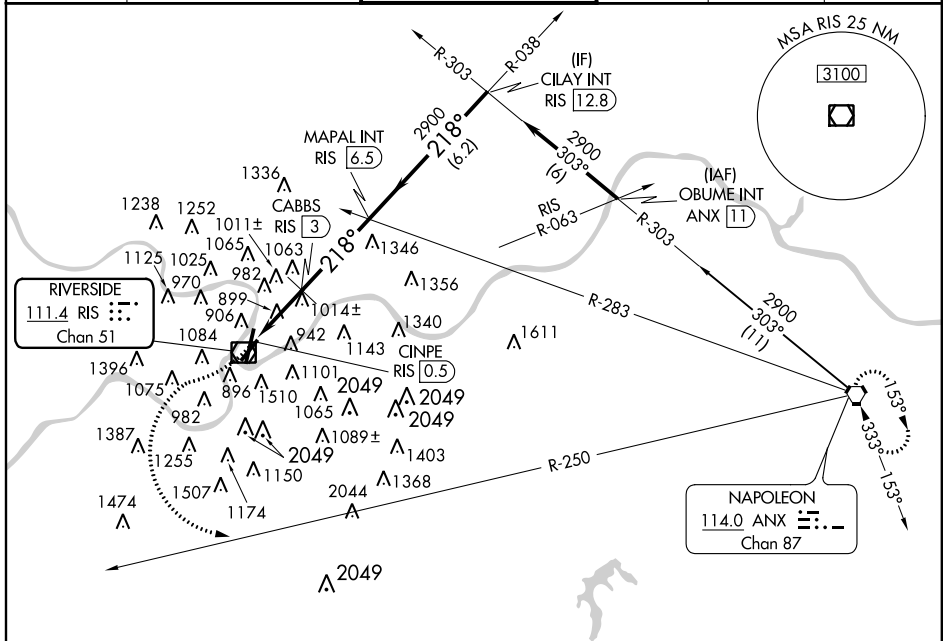 MSA RIS 25 NM
3100
R-303
R-038
(IF)
CILAY INT
RIS 12.8
2900
218°
(6.2)
MAPAL INT
RIS 6.5
2900
303°
(6)
(IAF)
OBUME INT
ANX 11
RIS
R-063
R-303
1336
CABBS
RIS 3
218°
1238
1252
1011±
1065
1063
1346
1125
1025
970
982
1356
R-283
2900
303°
(11)
RIVERSIDE
111.4 RIS
Chan 51
899
906
1014±
1084
942
1143
1340
1611
CINPE
RIS 0.5
1396
1075
896
1510
1101
1065
2049
2049
2049
982
153°
333°
153°
1387
1255
2049
1089±
1403
1150
1507
1174
1368
R-250
1474
2044
NAPOLEON
114.0 ANX
Chan 87
2049